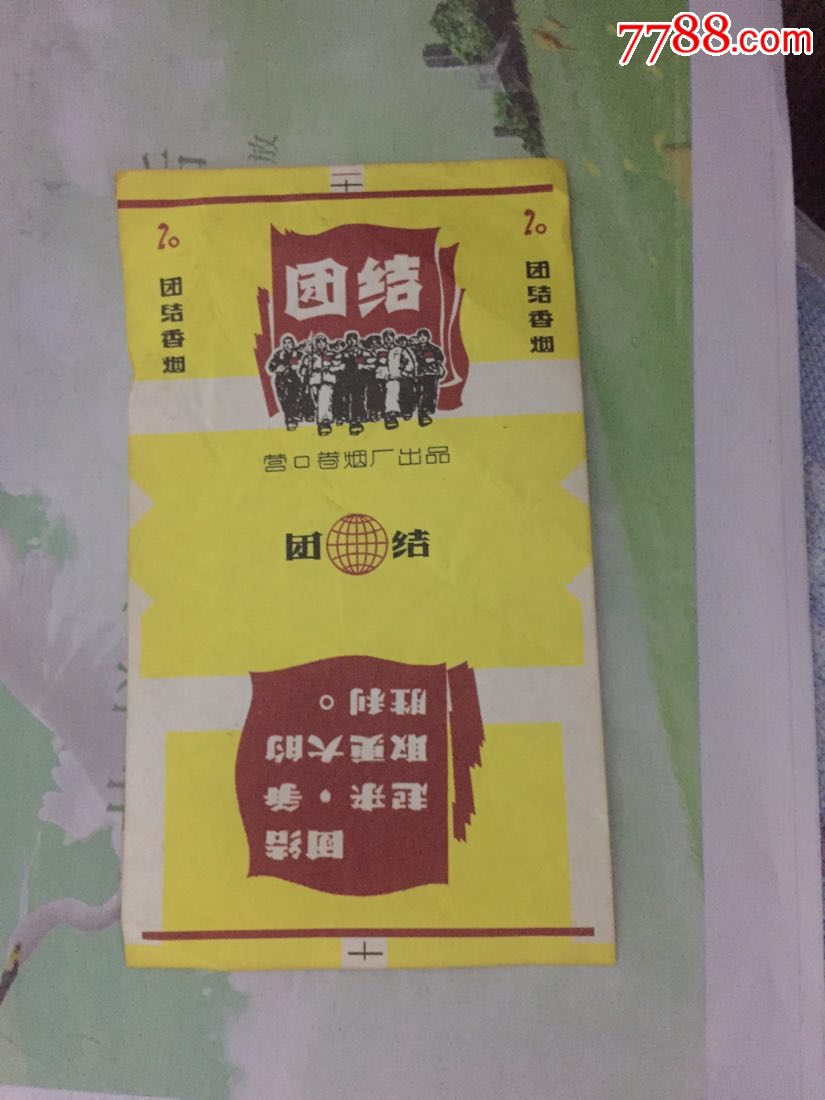 7788.com
20
团结香烟
团结
20
团结香烟
营口卷烟厂出品
团结
团结
起来·争
取更大的
胜利。
放